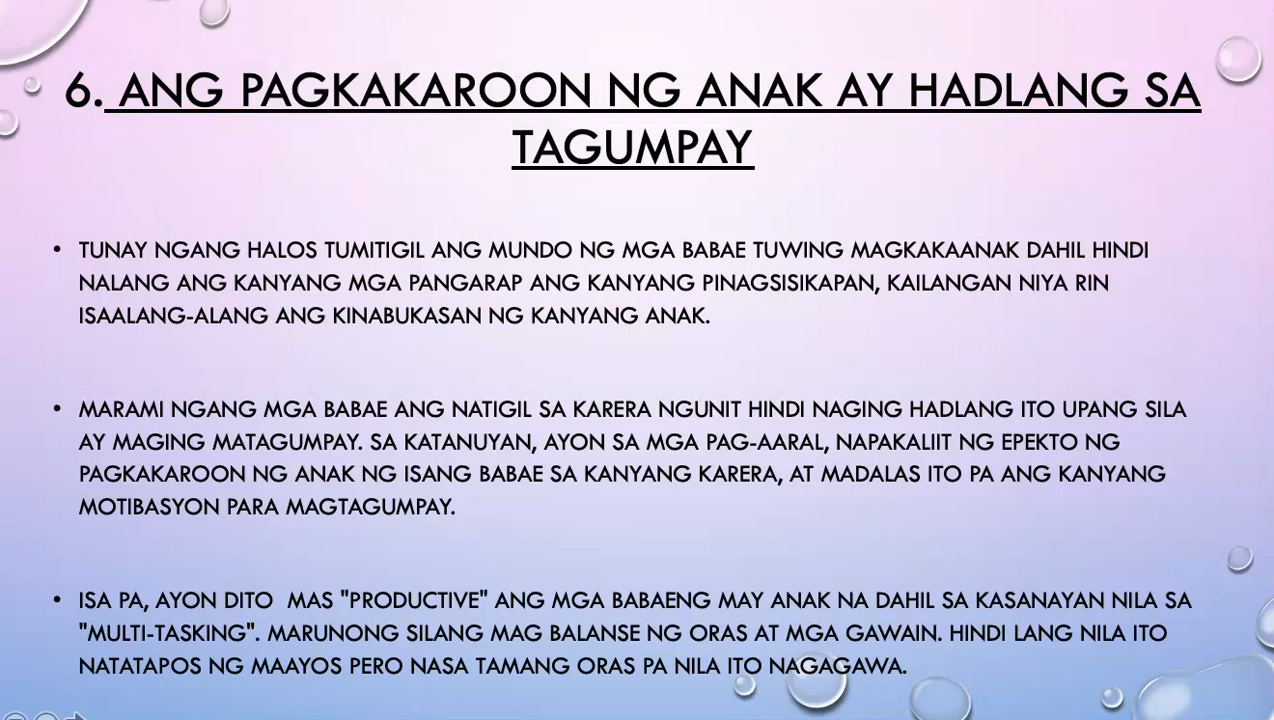 6. ANG PAGKAKAROON NG ANAK AY HADLANG SA
TAGUMPAY
• TUNAY NGANG HALOS TUMITIGIL ANG MUNDO NG MGA BABAE TUWING MAGKAKAANAK DAHIL HINDI
NALANG ANG KANYANG MGA PANGARAP ANG KANYANG PINAGSISIKAPAN, KAILANGAN NIYA RIN
ISAALANG-ALANG ANG KINABUKASAN NG KANYANG ANAK.
• MARAMI NGANG MGA BABAE ANG NATIGIL SA KARERA NGUNIT HINDI NAGING HADLANG ITO UPANG SILA
AY MAGING MATAGUMPAY. SA KATANUYAN, AYON SA MGA PAG-AARAL, NAPAKALIIT NG EPEKTO NG
PAGKAKAROON NG ANAK NG ISANG BABAE SA KANYANG KARERA, AT MADALAS ITO PA ANG KANYANG
MOTIBASYON PARA MAGTAGUMPAY.
• ISA PA, AYON DITO  MAS "PRODUCTIVE" ANG MGA BABAENG MAY ANAK NA DAHIL SA KASANAYAN NILA SA
"MULTI-TASKING". MARUNONG SILANG MAG BALANSE NG ORAS AT MGA GAWAIN. HINDI LANG NILA ITO
NATATAPOS NG MAAYOS PERO NASA TAMANG ORAS PA NILA ITO NAGAGAWA.